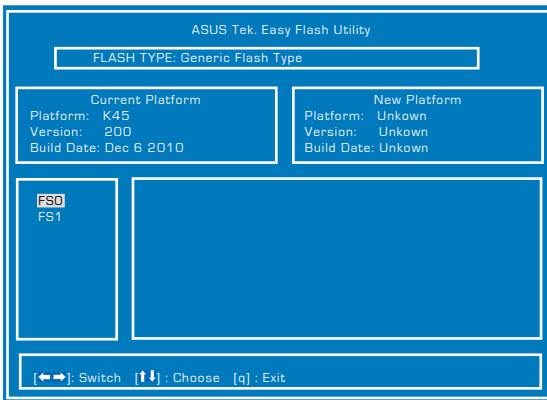 ASUS Tek. Easy Flash Utility
FLASH TYPE: Generic Flash Type
Current Platform
Platform: K45
Version: 200
Build Date: Dec 6 2010
New Platform
Platform: Unkown
Version: Unkown
Build Date: Unkown
FS0
FS1
[←→]: Switch [↑↓] : Choose [q] : Exit